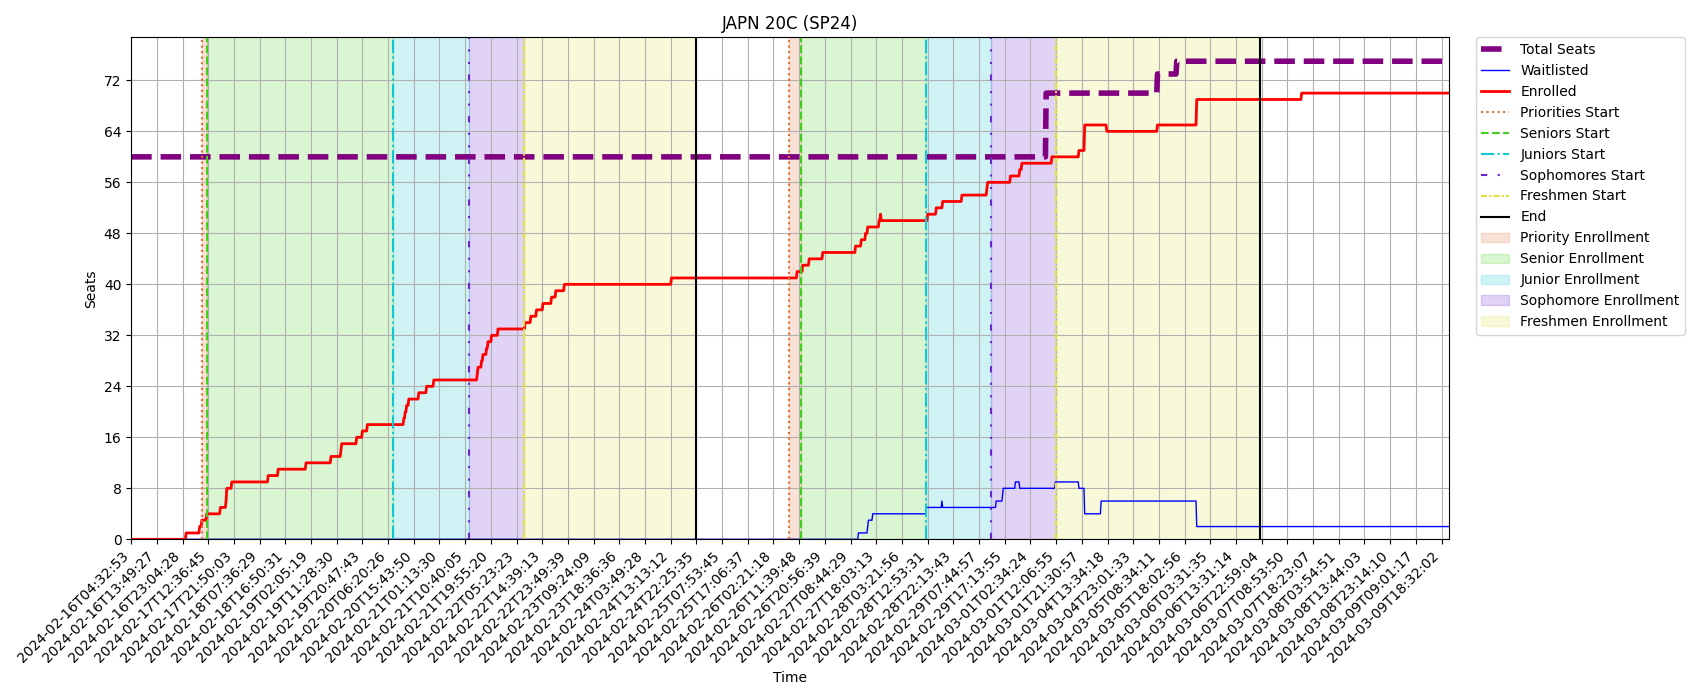 JAPN 20C (SP24)
Seats
72
64
56
48
40
32
24
16
8
0
2024-02-16T04:32:53
2024-02-16T13:49:27
2024-02-16T23:04:28
2024-02-17T12:36:45
2024-02-17T21:50:03
2024-02-18T07:36:29
2024-02-18T16:50:31
2024-02-19T02:05:19
2024-02-19T11:28:30
2024-02-19T20:47:43
2024-02-20T06:20:26
2024-02-20T15:43:50
2024-02-21T01:13:30
2024-02-21T10:40:05
2024-02-21T19:55:20
2024-02-22T05:23:23
2024-02-22T14:39:13
2024-02-22T23:49:39
2024-02-23T09:24:09
2024-02-23T18:36:36
2024-02-24T03:49:28
2024-02-24T13:13:12
2024-02-24T22:25:35
2024-02-25T07:53:45
2024-02-25T17:06:37
2024-02-26T02:21:18
2024-02-26T11:39:48
2024-02-26T20:56:39
2024-02-27T08:44:29
2024-02-27T18:03:13
2024-02-28T03:21:56
2024-02-28T12:53:31
2024-02-28T22:13:43
2024-02-29T07:44:57
2024-02-29T17:13:55
2024-03-01T02:34:24
2024-03-01T12:06:55
2024-03-01T21:30:57
2024-03-04T13:34:18
2024-03-04T23:01:33
2024-03-05T08:34:11
2024-03-05T18:02:56
2024-03-06T03:31:35
2024-03-06T13:31:14
2024-03-06T22:59:04
2024-03-07T08:53:50
2024-03-07T18:23:07
2024-03-08T03:54:51
2024-03-08T13:44:03
2024-03-08T23:14:10
2024-03-09T09:01:17
2024-03-09T18:32:02
Time
Total Seats
Waitlisted
Enrolled
Priorities Start
Seniors Start
Juniors Start
Sophomores Start
Freshmen Start
End
Priority Enrollment
Senior Enrollment
Junior Enrollment
Sophomore Enrollment
Freshmen Enrollment